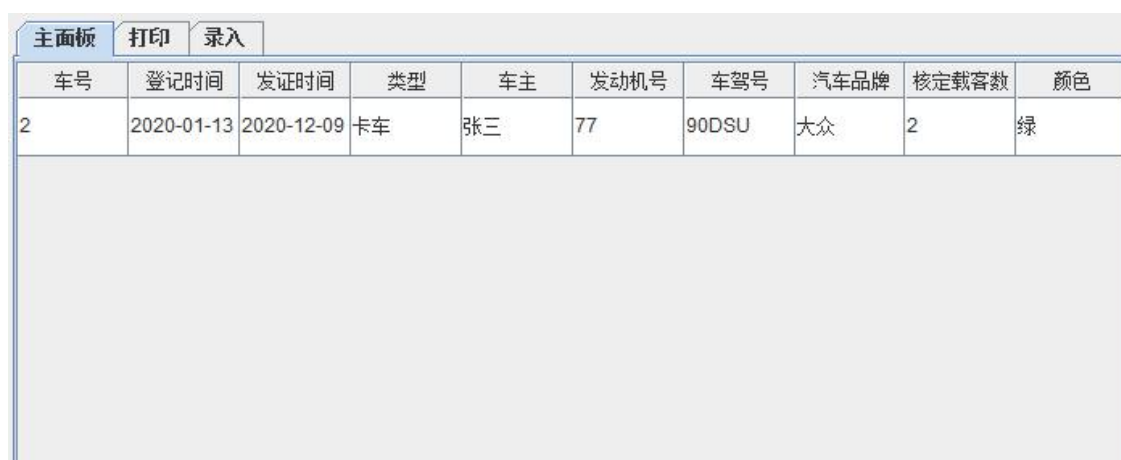 主面板 打印 录入
车号 登记时间 发证时间 类型 车主 发动机号 车驾号 汽车品牌 核定载客数 颜色
2 2020-01-13 2020-12-09 卡车 张三 77 90DSU 大众 2 绿